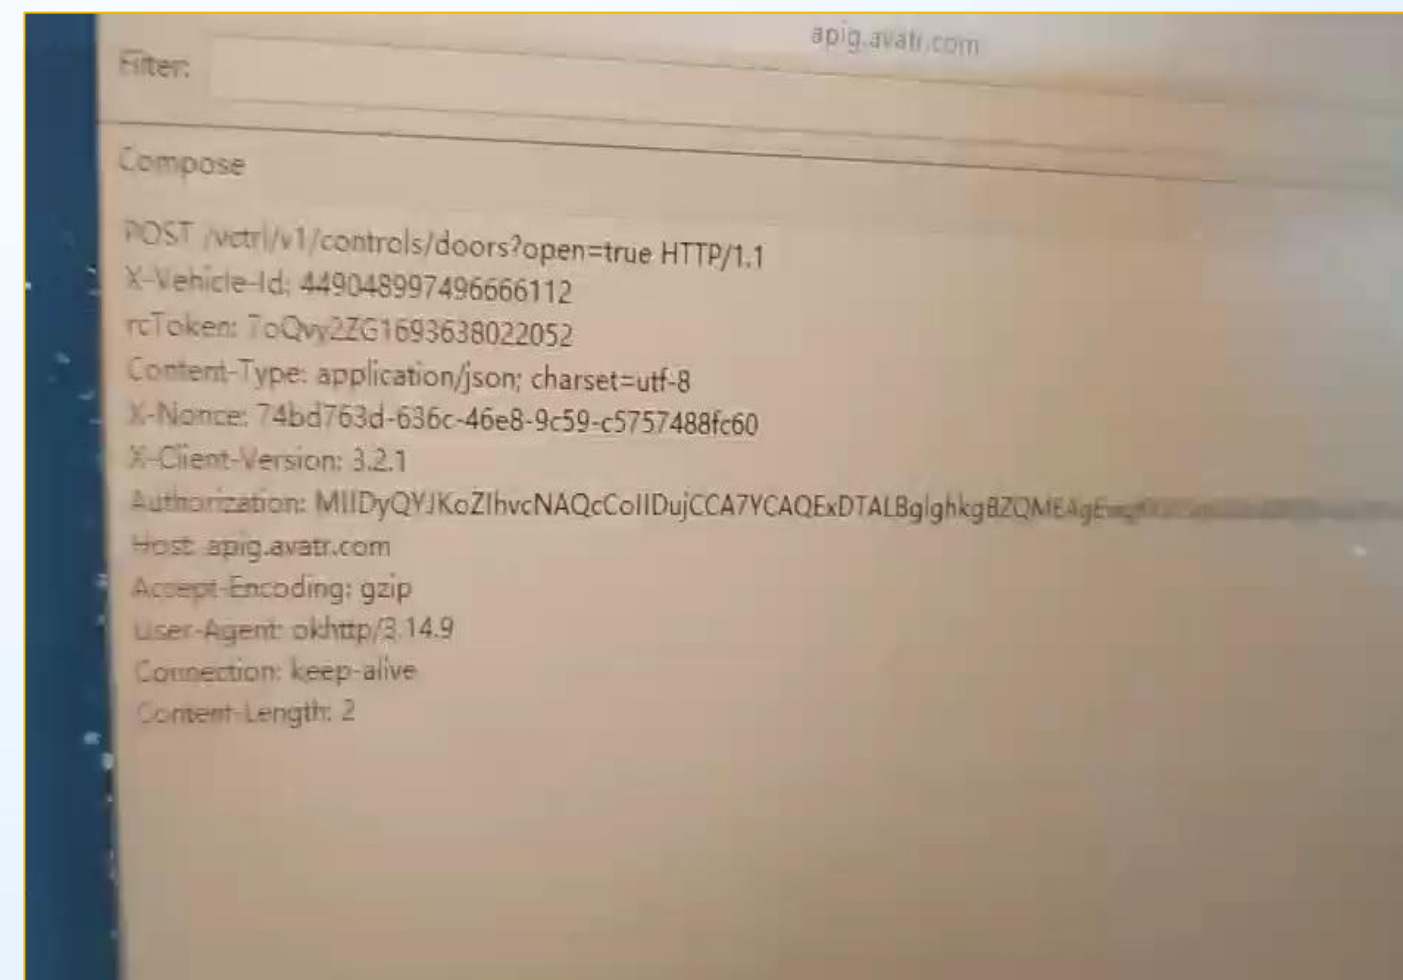 apig.avatr.com
Filter:
Compose
POST /vctrl/v1/controls/doors?open=true HTTP/1.1
X-Vehicle-Id: 449048997496666112
rcToken: 7oQvy2ZG1693638022052
Content-Type: application/json; charset=utf-8
X-Nonce: 74bd763d-636c-46e8-9c59-c5757488fc60
X-Client-Version: 3.2.1
Authorization:
Host: apig.avatr.com
Accept-Encoding: gzip
User-Agent: okhttp/3.14.9
Connection: keep-alive
Content-Length: 2